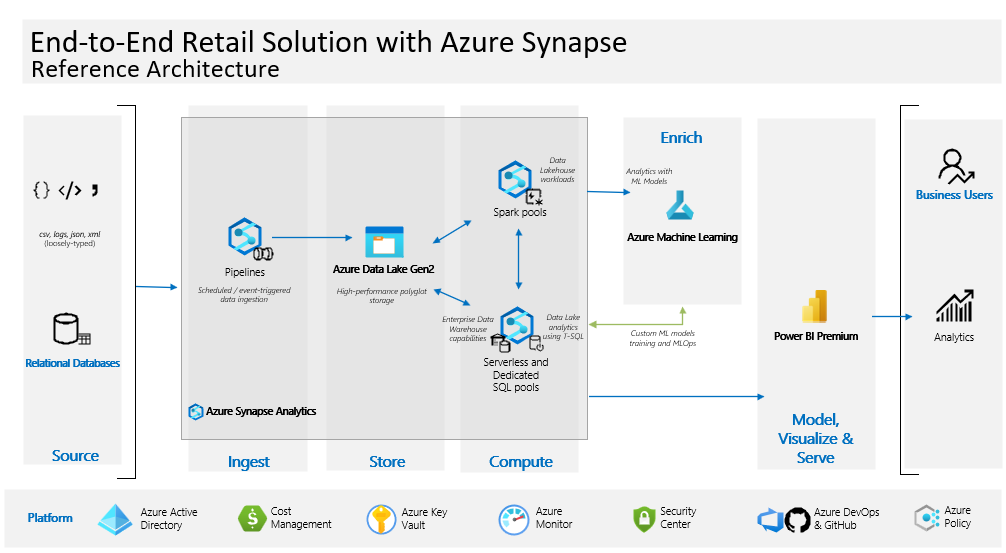 End-to-End Retail Solution with Azure Synapse
Reference Architecture
{ } </> ;
csv, logs, json, xml
(loosely-typed)
Relational Databases
Source
Pipelines
Scheduled / event-triggered
data ingestion
Azure Synapse Analytics
Ingest
Azure Data Lake Gen2
High-performance polyglot
storage
Store
Data
Lakehouse
workloads
Spark pools
Enterprise Data
Warehouse
capabilities
Data Lake
analytics
using T-SQL
Serverless and
Dedicated
SQL pools
Compute
Enrich
Analytics with
ML Models
Azure Machine Learning
Custom ML models
training and MLOps
Power BI Premium
Model,
Visualize &
Serve
Business Users
Analytics
Platform
Azure Active
Directory
$
Cost
Management
Azure Key
Vault
Azure
Monitor
Security
Center
Azure DevOps
& GitHub
Azure
Policy